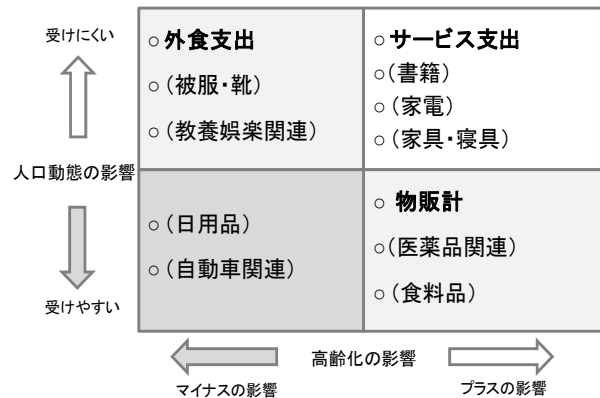 受けにくい
人口動態の影響
受けやすい
○ 外食支出
○（被服・靴）
○（教養娯楽関連）
○ サービス支出
○（書籍）
○（家電）
○（家具・寝具）
○（日用品）
○（自動車関連）
○ 物販計
○（医薬品関連）
○（食料品）
高齢化の影響
マイナスの影響
プラスの影響